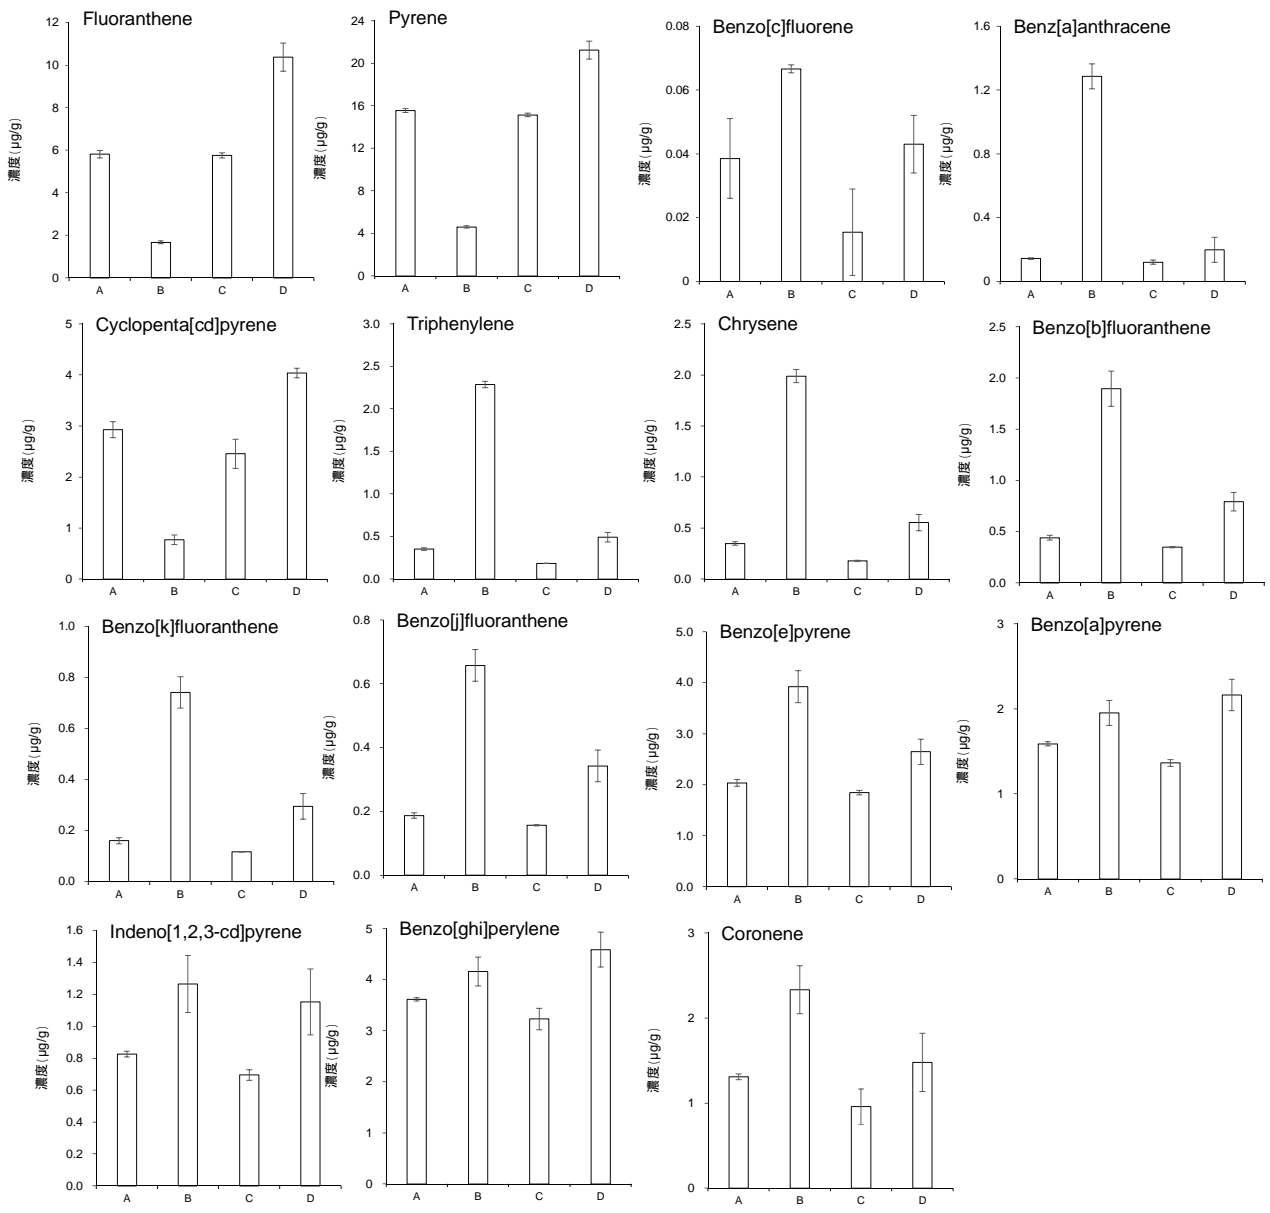 Fluoranthene
12
10
8
6
4
2
0
濃度(µg/g)
A B C D
Pyrene
24
20
16
12
8
4
0
濃度(µg/g)
A B C D
Benzo[c]fluorene
0.08
0.06
0.04
0.02
0
濃度(µg/g)
A B C D
Benz[a]anthracene
1.6
1.2
0.8
0.4
0
濃度(µg/g)
A B C D
Cyclopenta[cd]pyrene
5
4
3
2
1
0
濃度(µg/g)
A B C D
Triphenylene
3.0
2.5
2.0
1.5
1.0
0.5
0.0
濃度(µg/g)
A B C D
Chrysene
2.5
2.0
1.5
1.0
0.5
0.0
濃度(µg/g)
A B C D
Benzo[b]fluoranthene
2.5
2.0
1.5
1.0
0.5
0.0
濃度(µg/g)
A B C D
Benzo[k]fluoranthene
1.0
0.8
0.6
0.4
0.2
0.0
濃度(µg/g)
A B C D
Benzo[j]fluoranthene
0.8
0.6
0.4
0.2
0.0
濃度(µg/g)
A B C D
Benzo[e]pyrene
5.0
4.0
3.0
2.0
1.0
0.0
濃度(µg/g)
A B C D
Benzo[a]pyrene
3
2
1
0
濃度(µg/g)
A B C D
Indeno[1,2,3-cd]pyrene
1.6
1.4
1.2
1.0
0.8
0.6
0.4
0.2
0.0
濃度(µg/g)
A B C D
Benzo[ghi]perylene
5
4
3
2
1
0
濃度(µg/g)
A B C D
Coronene
3
2
1
0
濃度(µg/g)
A B C D